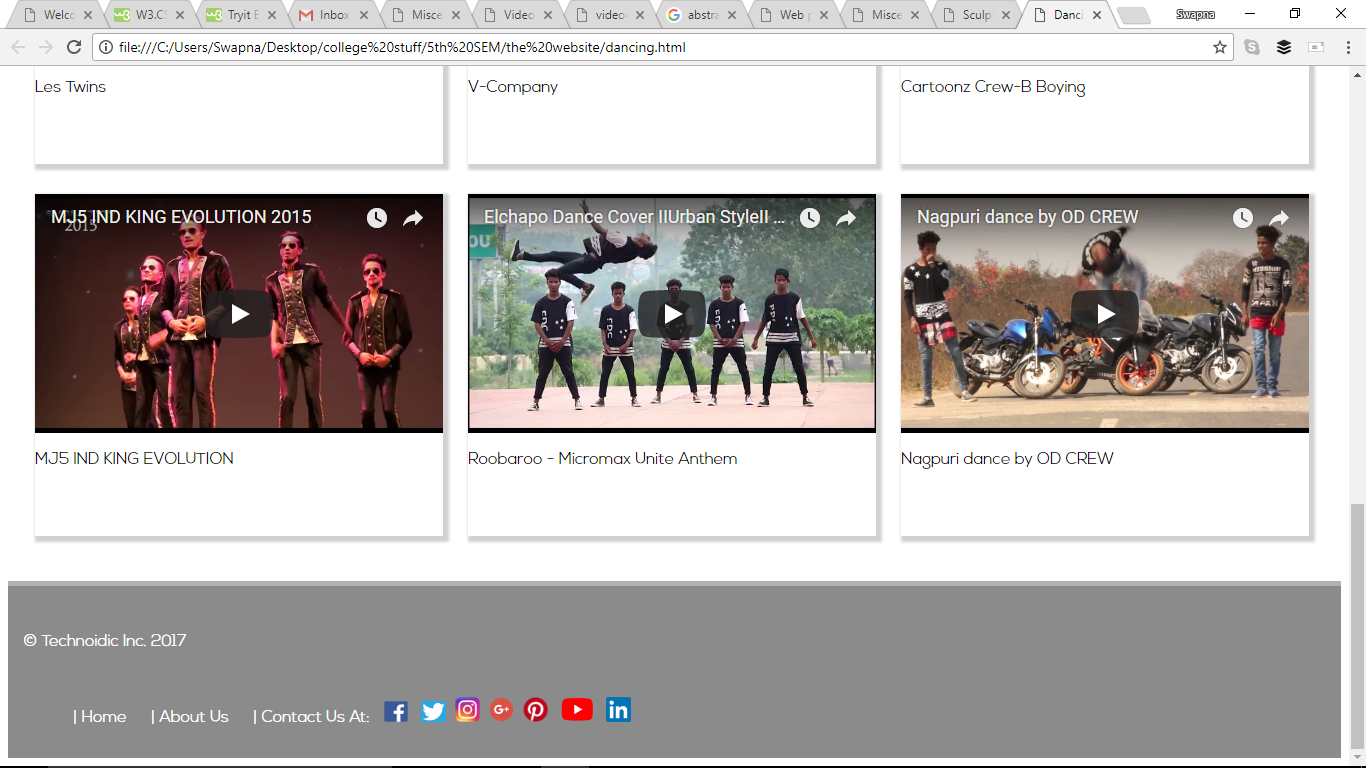 Welco
W3.CS
Tryit E
Inbox
Misce
Video
video
abstra
Web p
Misce
Sculp
Danci
Swapna
file:///C:/Users/Swapna/Desktop/college%20stuff/5th%20SEM/the%20website/dancing.html
Les Twins
V-Company
Cartoonz Crew-B Boying
MJ5 IND KING EVOLUTION 2015
2015
Elchapo Dance Cover IIUrban StyleII ...
Nagpuri dance by OD CREW
MJ5 IND KING EVOLUTION
Roobaroo - Micromax Unite Anthem
Nagpuri dance by OD CREW
© Technoidic Inc. 2017
| Home | About Us | Contact Us At: